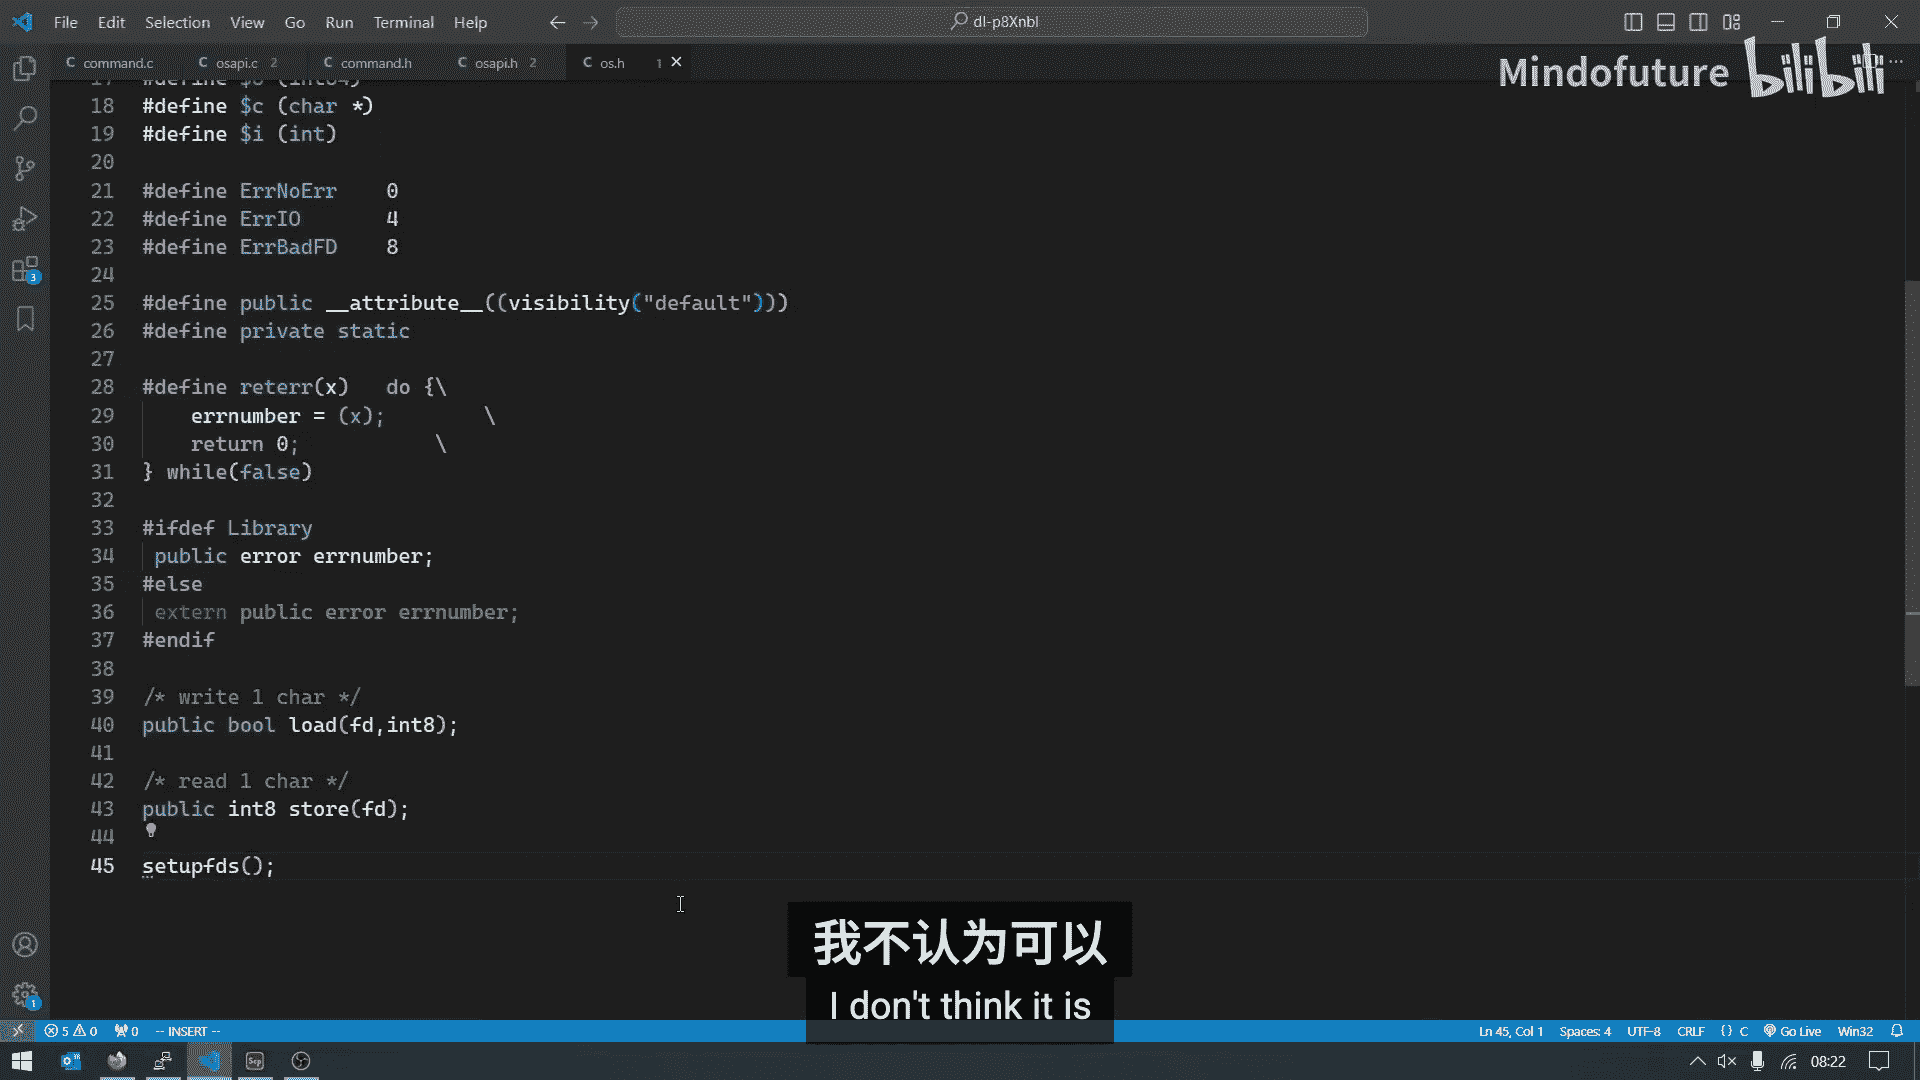 File Edit Selection View Go Run Terminal Help
dl-p8Xnbl
C command.c C osapi.c 2 C command.h C osapi.h 2 C os.h 1
Mindofuture bilibili
18 #define $c (char *)
19 #define $i (int)
20
21 #define ErrNoErr 0
22 #define ErrIO 4
23 #define ErrBadFD 8
24
25 #define public __attribute__((visibility("default")))
26 #define private static
27
28 #define reterr(x) do {\
29 errnumber = (x); \
30 return 0; \
31 } while(false)
32
33 #ifdef Library
34 public error errnumber;
35 #else
36 extern public error errnumber;
37 #endif
38
39 /* write 1 char */
40 public bool load(fd,int8);
41
42 /* read 1 char */
43 public int8 store(fd);
44
45 setupfds();
我不认为可以
I don't think it is
3
1
5 0 0 -- INSERT -- Ln 45, Col 1 Spaces: 4 UTF-8 CRLF {} C Go Live Win32
08:22